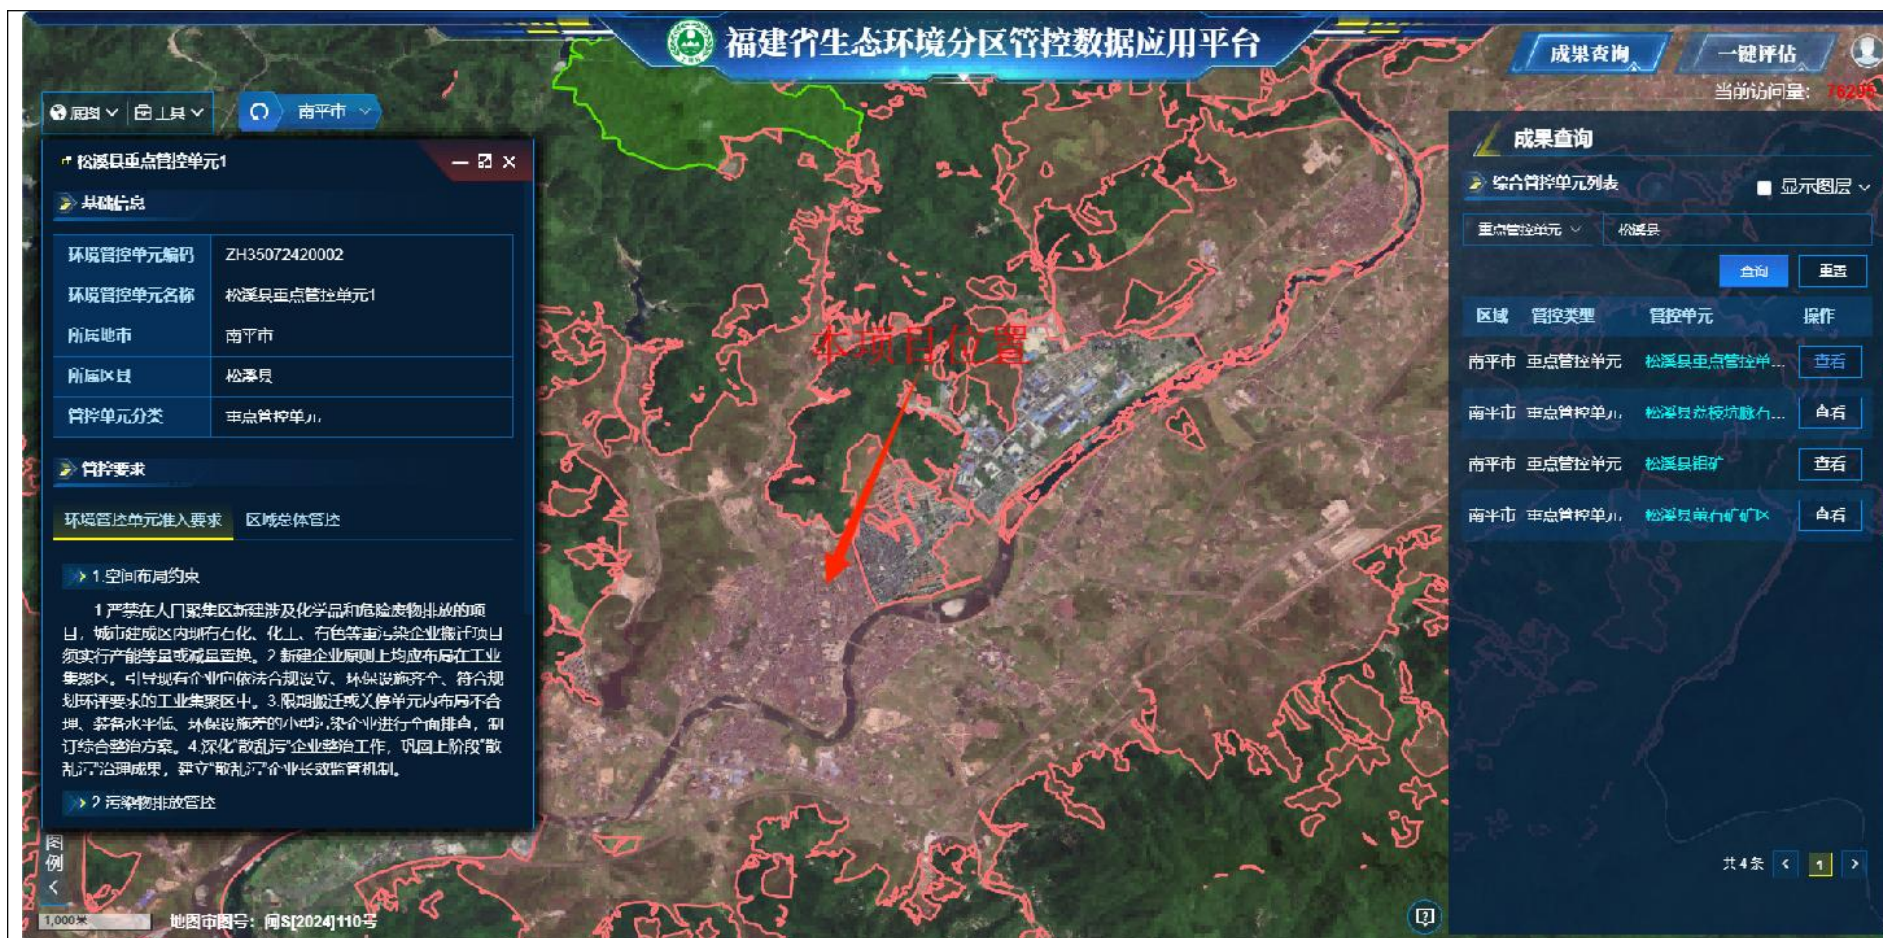 福建省生态环境分区管控数据应用平台
成果查询
一键评估
当前访问量：
底图
工具
南平市
松溪县重点管控单元1
基础信息
环境管控单元编码 ZH35072420002
环境管控单元名称 松溪县重点管控单元1
所属地市 南平市
所属区县 松溪县
管控单元分类 重点管控单元
管控要求
环境管控单元准入要求 区域总体管控
1.空间布局约束
1 严禁在人口聚集区新建涉及化学品和危险废物排放的项
目，城市建成区内现有石化、化工、有色等重污染企业搬迁项目
须实行产能等量或减量置换。2 新建企业原则上均应布局在工业
集聚区。引导现有企业向依法合规设立、环保设施齐全、符合规
划环评要求的工业集聚区中。3.限期搬迁或关停单元内布局不合
理、装备水平低、环保设施差的小型污染企业进行全面排查，制
订综合整治方案。4.深化"散乱污"企业整治工作，巩固上阶段"散
乱污"治理成果，建立"散乱污"企业长效监管机制。
2 污染物排放管控
图例
1,000米
地图审图号：闽S[2024]110号
本项目位置
成果查询
综合管控单元列表
显示图层
重点管控单元
松溪县
查询
重置
区域 管控类型 管控单元 操作
南平市 重点管控单元 松溪县重点管控单... 查看
南平市 重点管控单元 松溪县荔枝坑脉石... 查看
南平市 重点管控单元 松溪县钼矿 查看
南平市 重点管控单元 松溪县萤石矿矿区 查看
共4条 < 1 >